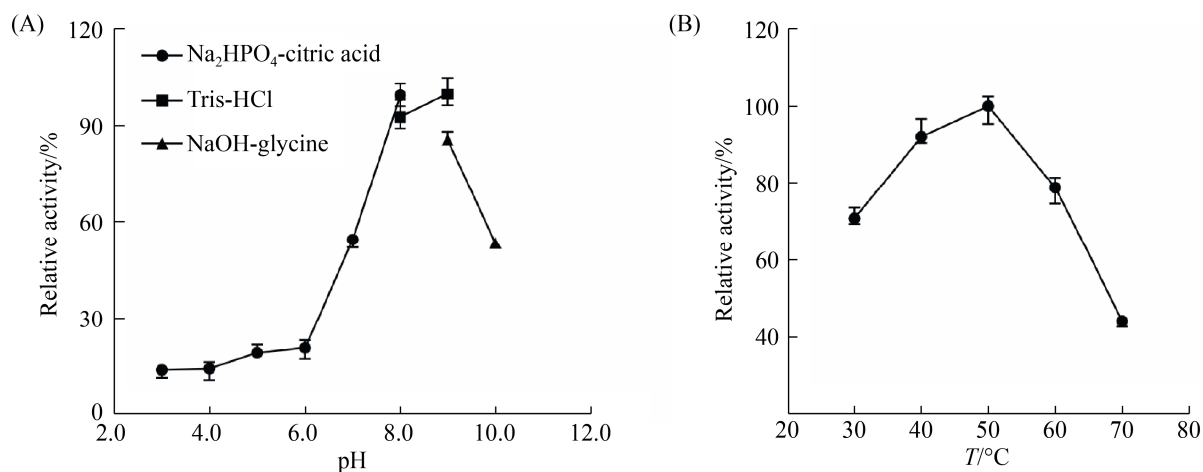 (A)
120
90
60
30
0
Relative activity/%
Na₂HPO₄-citric acid
Tris-HCl
NaOH-glycine
2.0 4.0 6.0 8.0 10.0 12.0
pH
(B)
120
100
80
60
40
Relative activity/%
20 30 40 50 60 70 80
T/°C